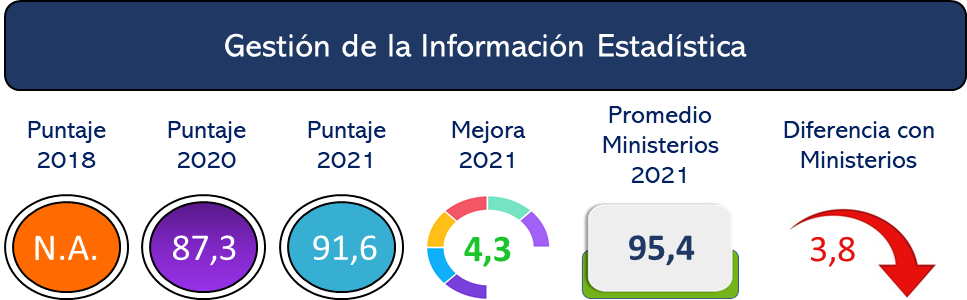 Gestión de la Información Estadística
Puntaje
2018
Puntaje
2020
Puntaje
2021
Mejora
2021
Promedio
Ministerios
2021
Diferencia con
Ministerios
N.A.
87,3
91,6
4,3
95,4
3,8